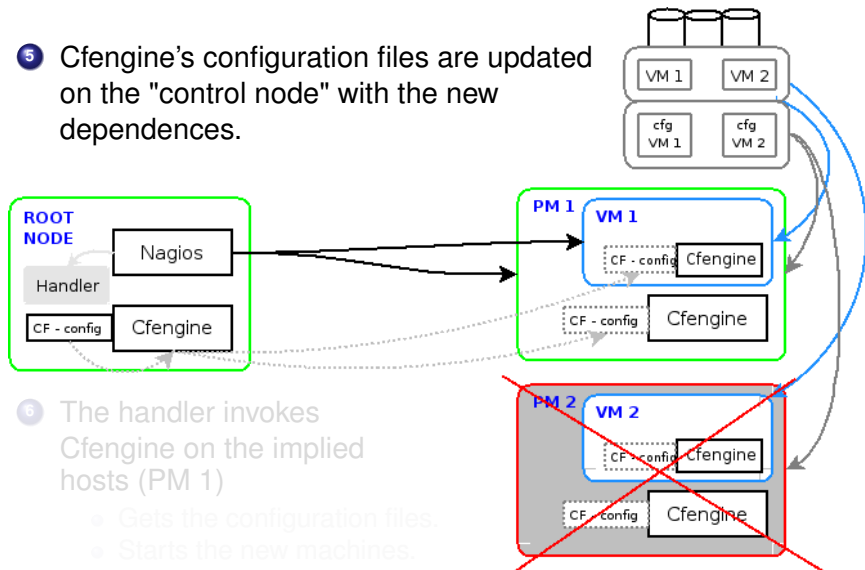 5 Cfengine's configuration files are updated
on the "control node" with the new
dependences.
VM 1
VM 2
cfg
VM 1
cfg
VM 2
ROOT
NODE
Nagios
Handler
CF - config
Cfengine
PM 1
VM 1
CF - config
Cfengine
CF - config
Cfengine
6 The handler invokes
Cfengine on the implied
hosts (PM 1)
Gets the configuration files.
Starts the new machines.
PM 2
VM 2
CF - config
Cfengine
CF - config
Cfengine